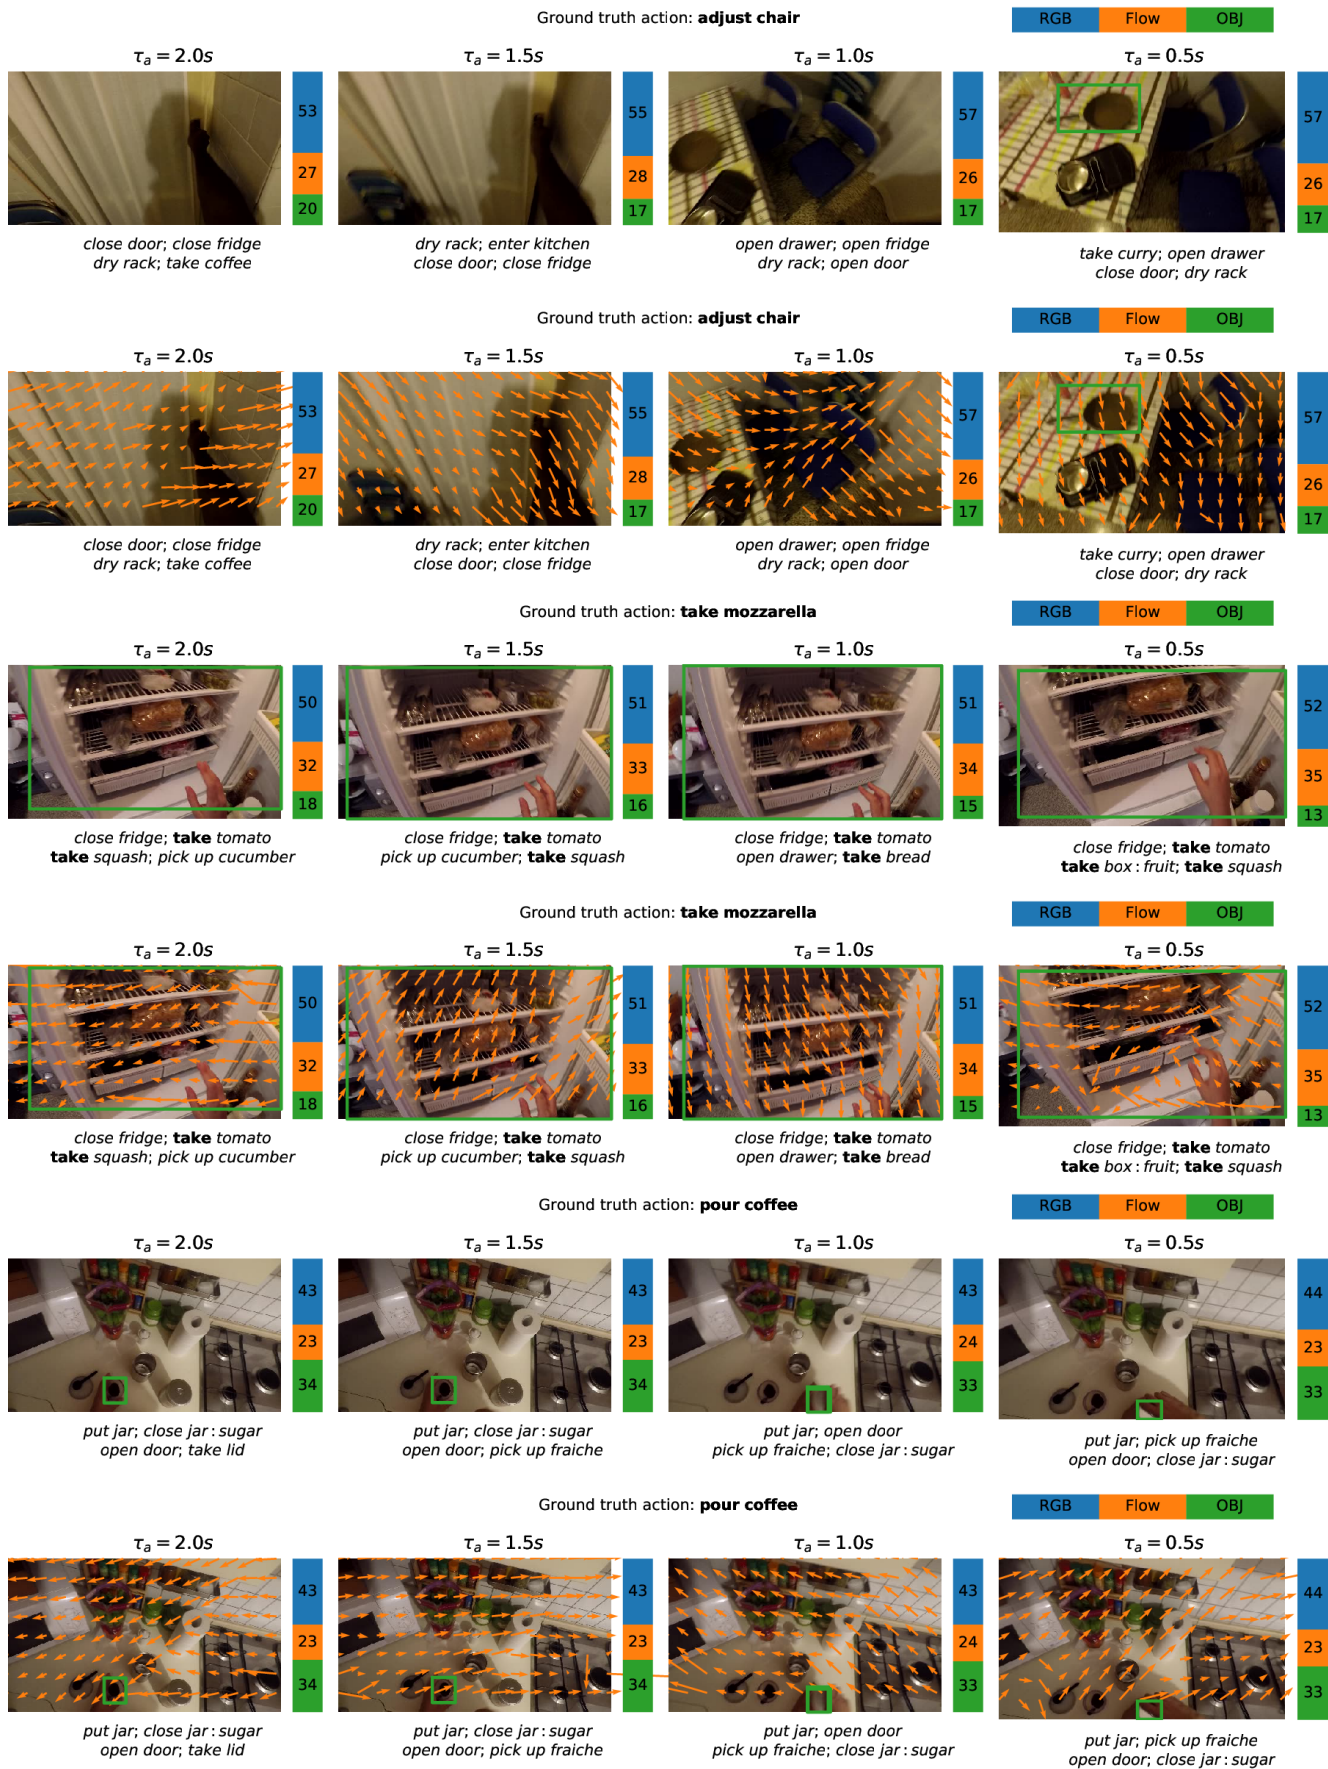 Ground truth action: adjust chair
RGB Flow OBJ
τa = 2.0s τa = 1.5s τa = 1.0s τa = 0.5s
53 55 57 57
27 28 26 26
20 17 17 17
close door; close fridge dry rack; enter kitchen open drawer; open fridge take curry; open drawer
dry rack; take coffee close door; close fridge dry rack; open door close door; dry rack
Ground truth action: adjust chair
RGB Flow OBJ
τa = 2.0s τa = 1.5s τa = 1.0s τa = 0.5s
53 55 57 57
27 28 26 26
20 17 17 17
close door; close fridge dry rack; enter kitchen open drawer; open fridge take curry; open drawer
dry rack; take coffee close door; close fridge dry rack; open door close door; dry rack
Ground truth action: take mozzarella
RGB Flow OBJ
τa = 2.0s τa = 1.5s τa = 1.0s τa = 0.5s
50 51 51 52
32 33 34 35
18 16 15 13
close fridge; take tomato close fridge; take tomato close fridge; take tomato close fridge; take tomato
take squash; pick up cucumber pick up cucumber; take squash open drawer; take bread take box : fruit; take squash
Ground truth action: take mozzarella
RGB Flow OBJ
τa = 2.0s τa = 1.5s τa = 1.0s τa = 0.5s
50 51 51 52
32 33 34 35
18 16 15 13
close fridge; take tomato close fridge; take tomato close fridge; take tomato close fridge; take tomato
take squash; pick up cucumber pick up cucumber; take squash open drawer; take bread take box : fruit; take squash
Ground truth action: pour coffee
RGB Flow OBJ
τa = 2.0s τa = 1.5s τa = 1.0s τa = 0.5s
43 43 43 44
23 23 24 23
34 34 33 33
put jar; close jar : sugar put jar; close jar : sugar put jar; open door put jar; pick up fraiche
open door; take lid open door; pick up fraiche pick up fraiche; close jar : sugar open door; close jar : sugar
Ground truth action: pour coffee
RGB Flow OBJ
τa = 2.0s τa = 1.5s τa = 1.0s τa = 0.5s
43 43 43 44
23 23 24 23
34 34 33 33
put jar; close jar : sugar put jar; close jar : sugar put jar; open door put jar; pick up fraiche
open door; take lid open door; pick up fraiche pick up fraiche; close jar : sugar open door; close jar : sugar